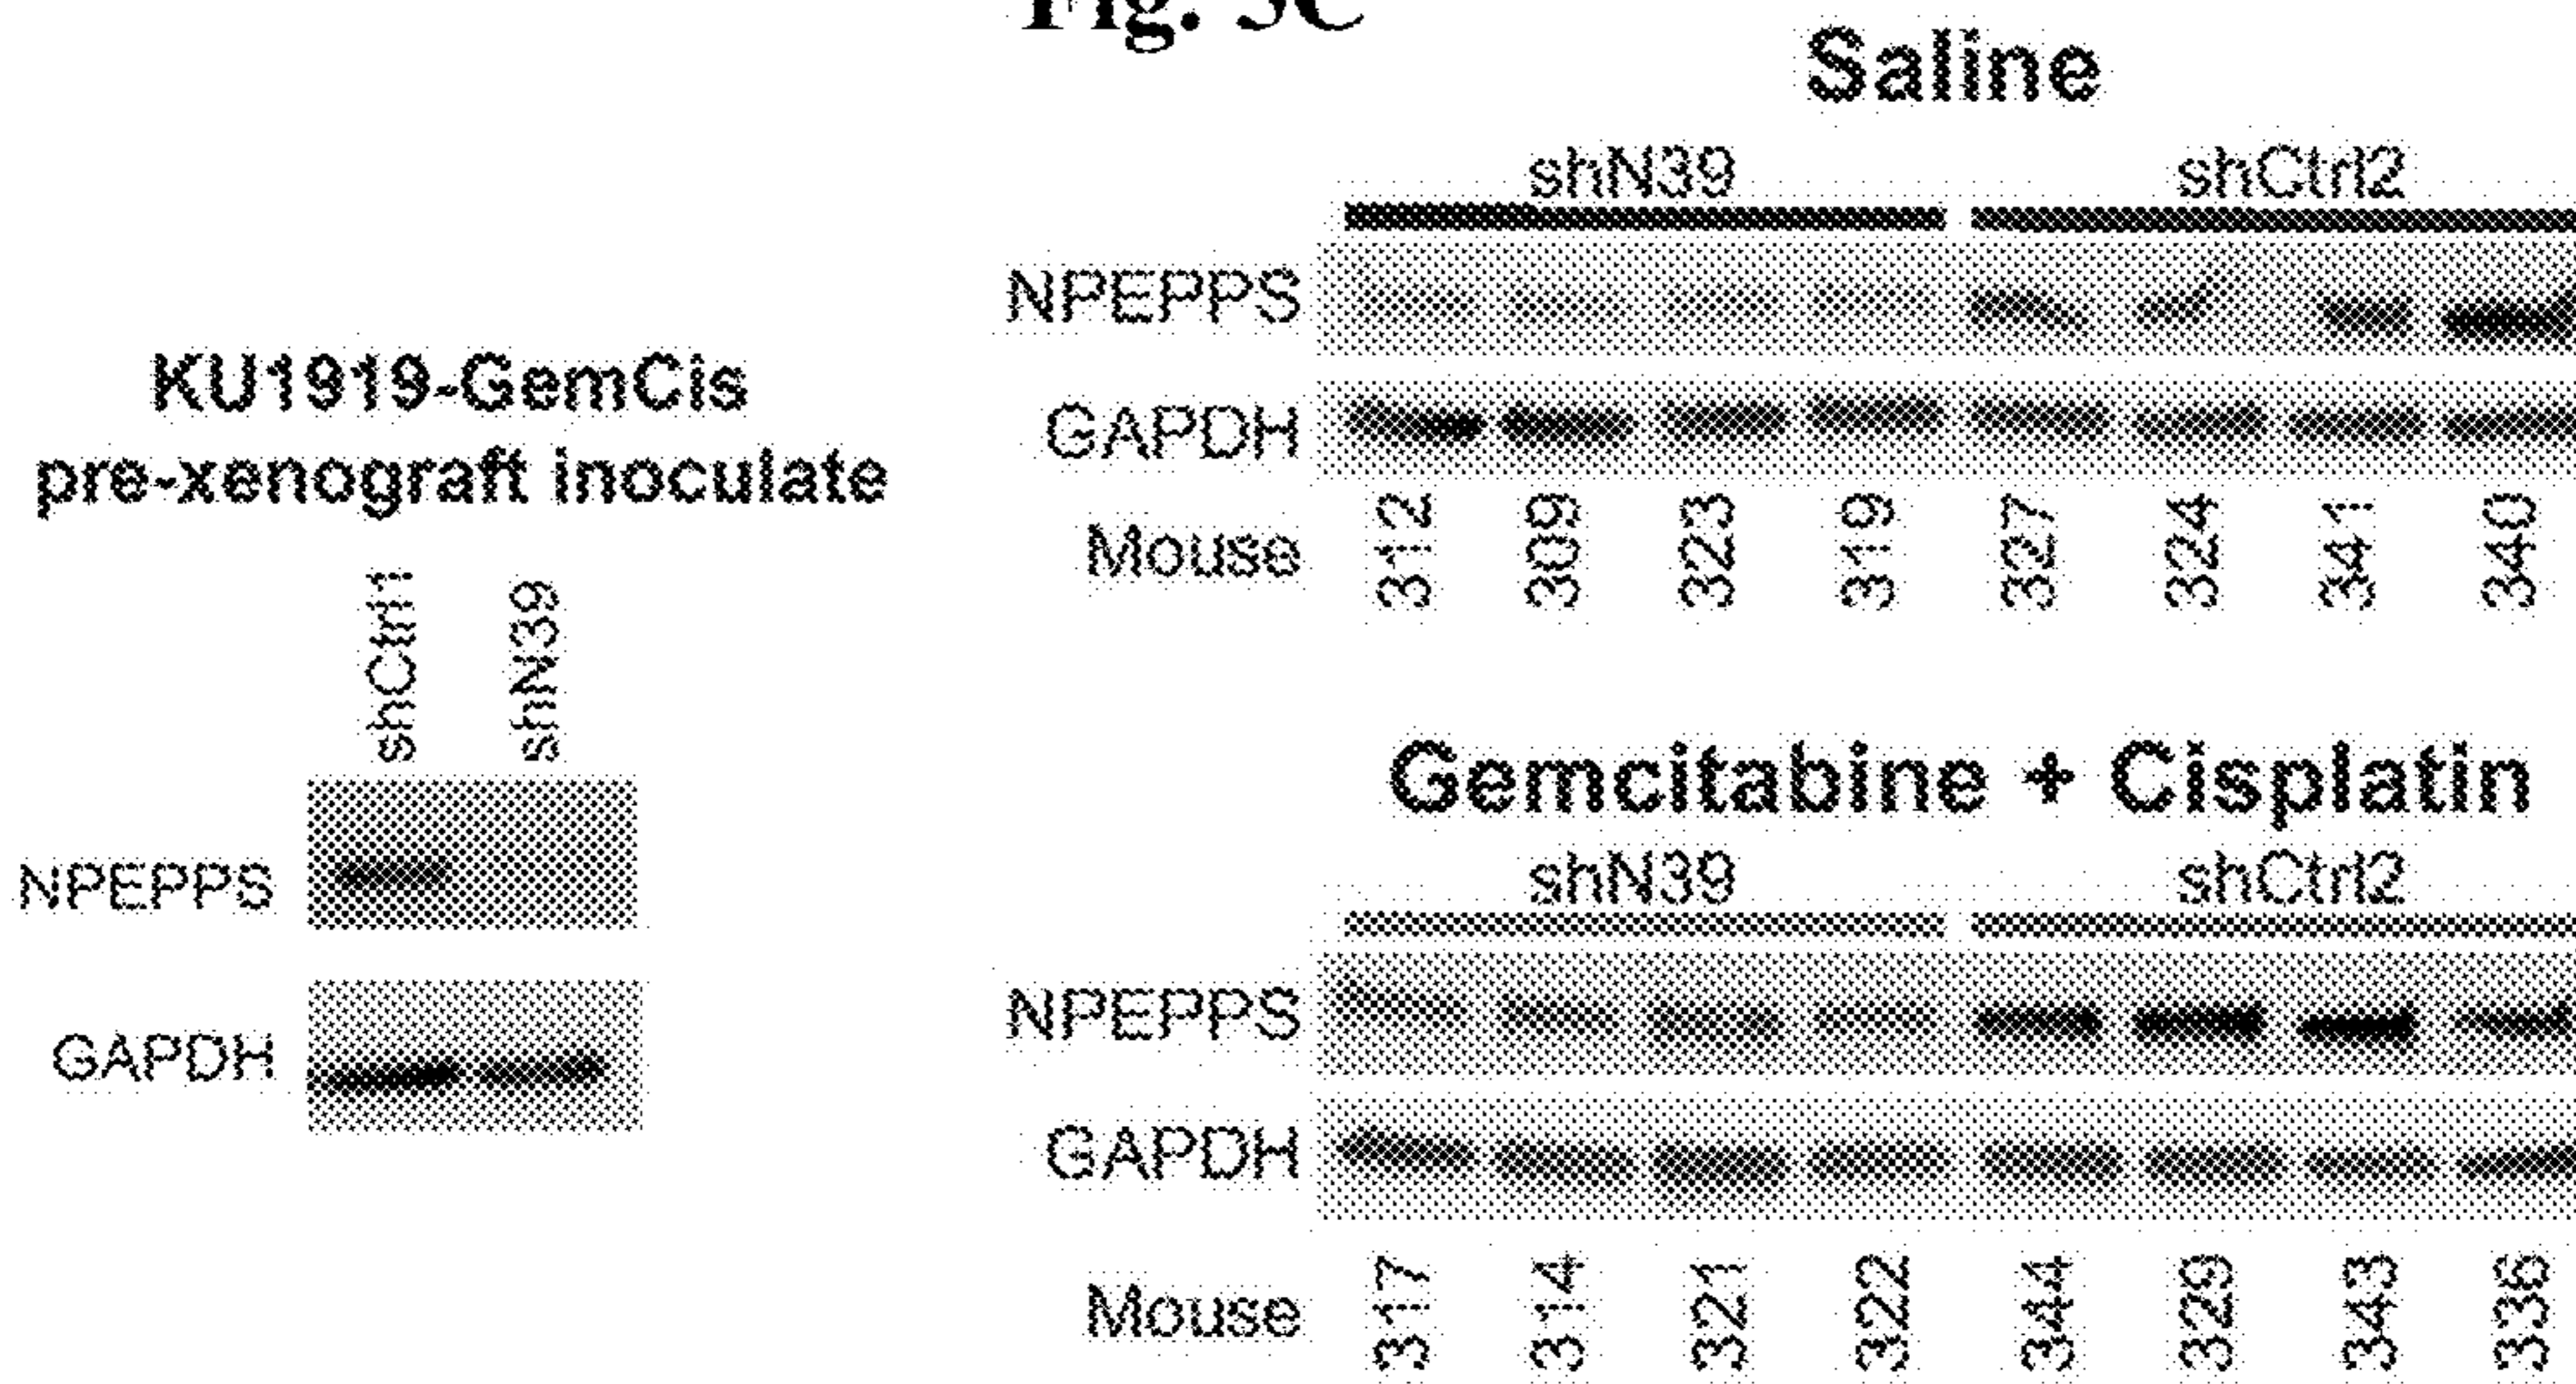 Fig. 5C
KU1919-GemCis
pre-xenograft inoculate
shCtrl1
shN39
NPEPPS
GAPDH
Saline
shN39 shCtrl2
NPEPPS
GAPDH
Mouse 312 309 323 319 327 324 341 340
Gemcitabine + Cisplatin
shN39 shCtrl2
NPEPPS
GAPDH
Mouse 317 314 321 322 344 329 343 336